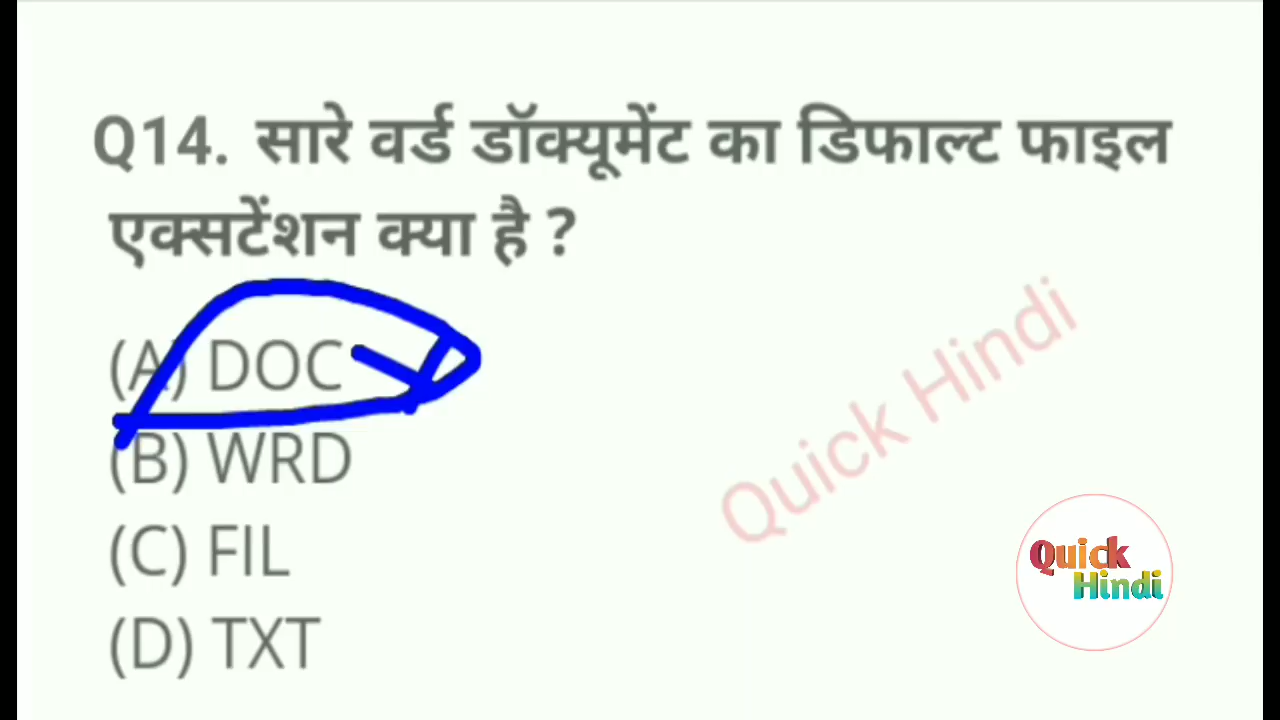 Q14. सारे वर्ड डॉक्यूमेंट का डिफाल्ट फाइल
एक्सटेंशन क्या है ?
(A) DOC
(B) WRD
(C) FIL
(D) TXT
Quick Hindi
Quick
Hindi